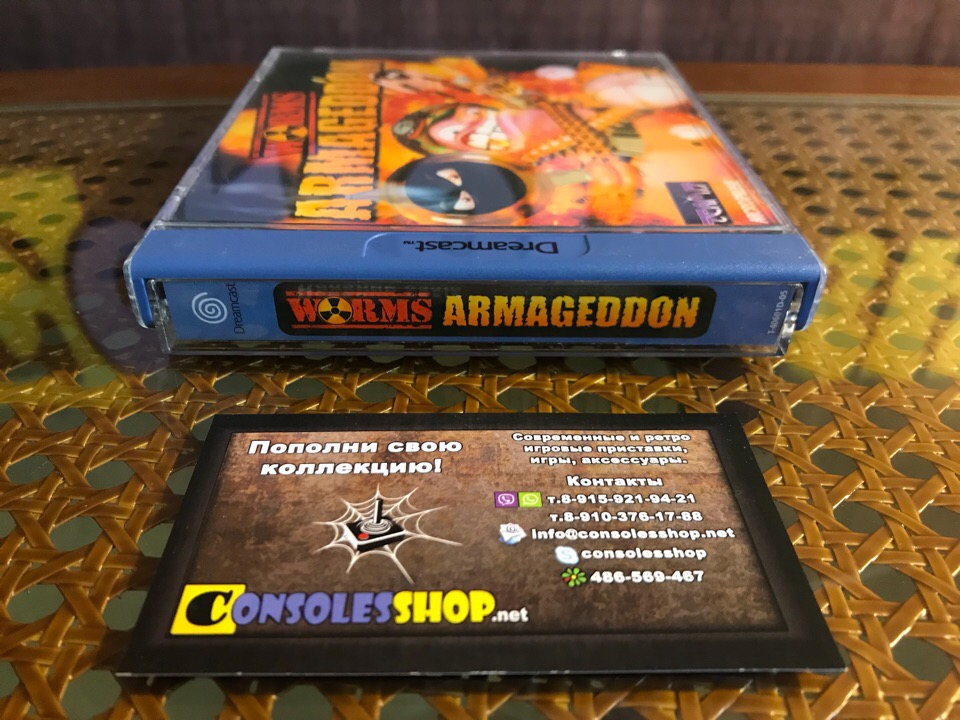 WORMS
ARMAGEDDON
Dreamcast™
Dreamcast
WORMS ARMAGEDDON
Пополни свою
коллекцию!
Современные и ретро
игровые приставки,
игры, аксессуары.
Контакты
т.8-915-921-94-21
т.8-910-376-17-88
info@consolesshop.net
consolesshop
486-569-467
CONSOLESSHOP.net